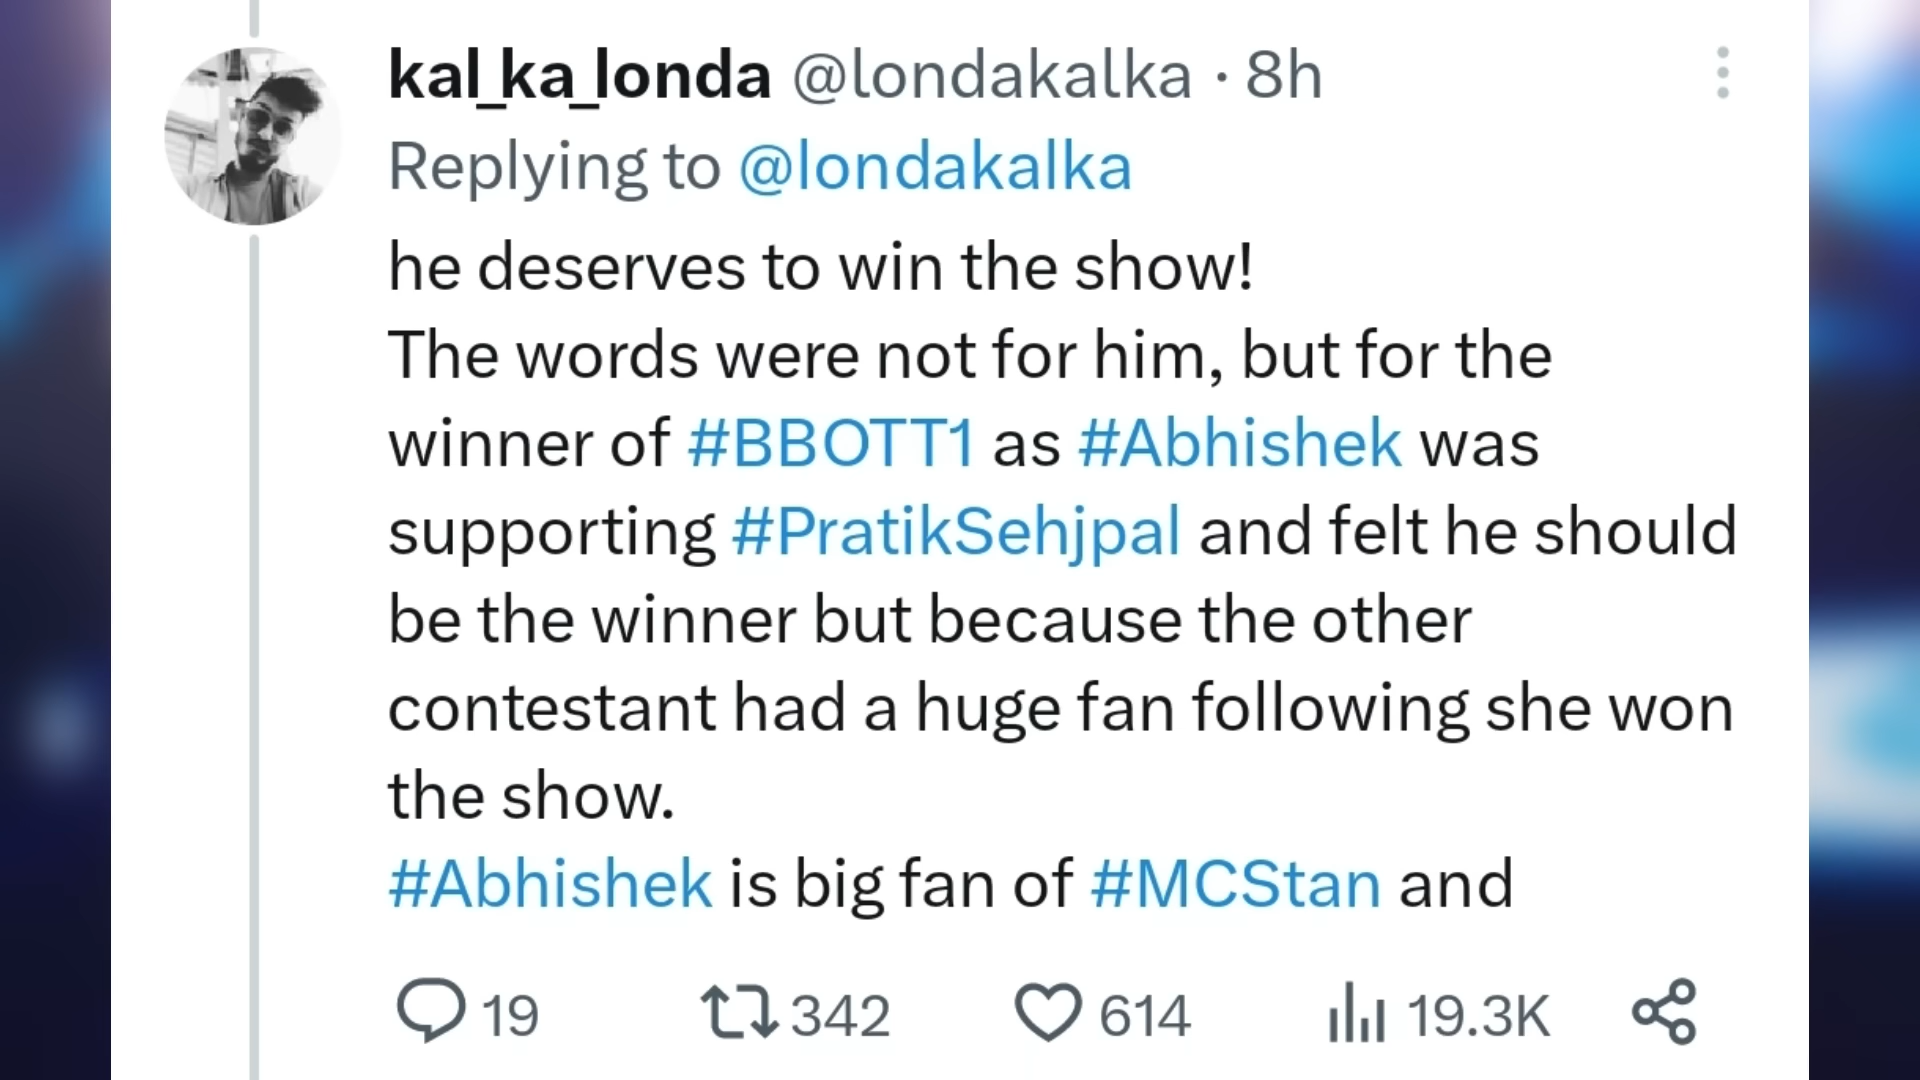 kal_ka_londa @londakalka · 8h
Replying to @londakalka
he deserves to win the show!
The words were not for him, but for the
winner of #BBOTT1 as #Abhishek was
supporting #PratikSehjpal and felt he should
be the winner but because the other
contestant had a huge fan following she won
the show.
#Abhishek is big fan of #MCStan and
19 342 614 19.3K